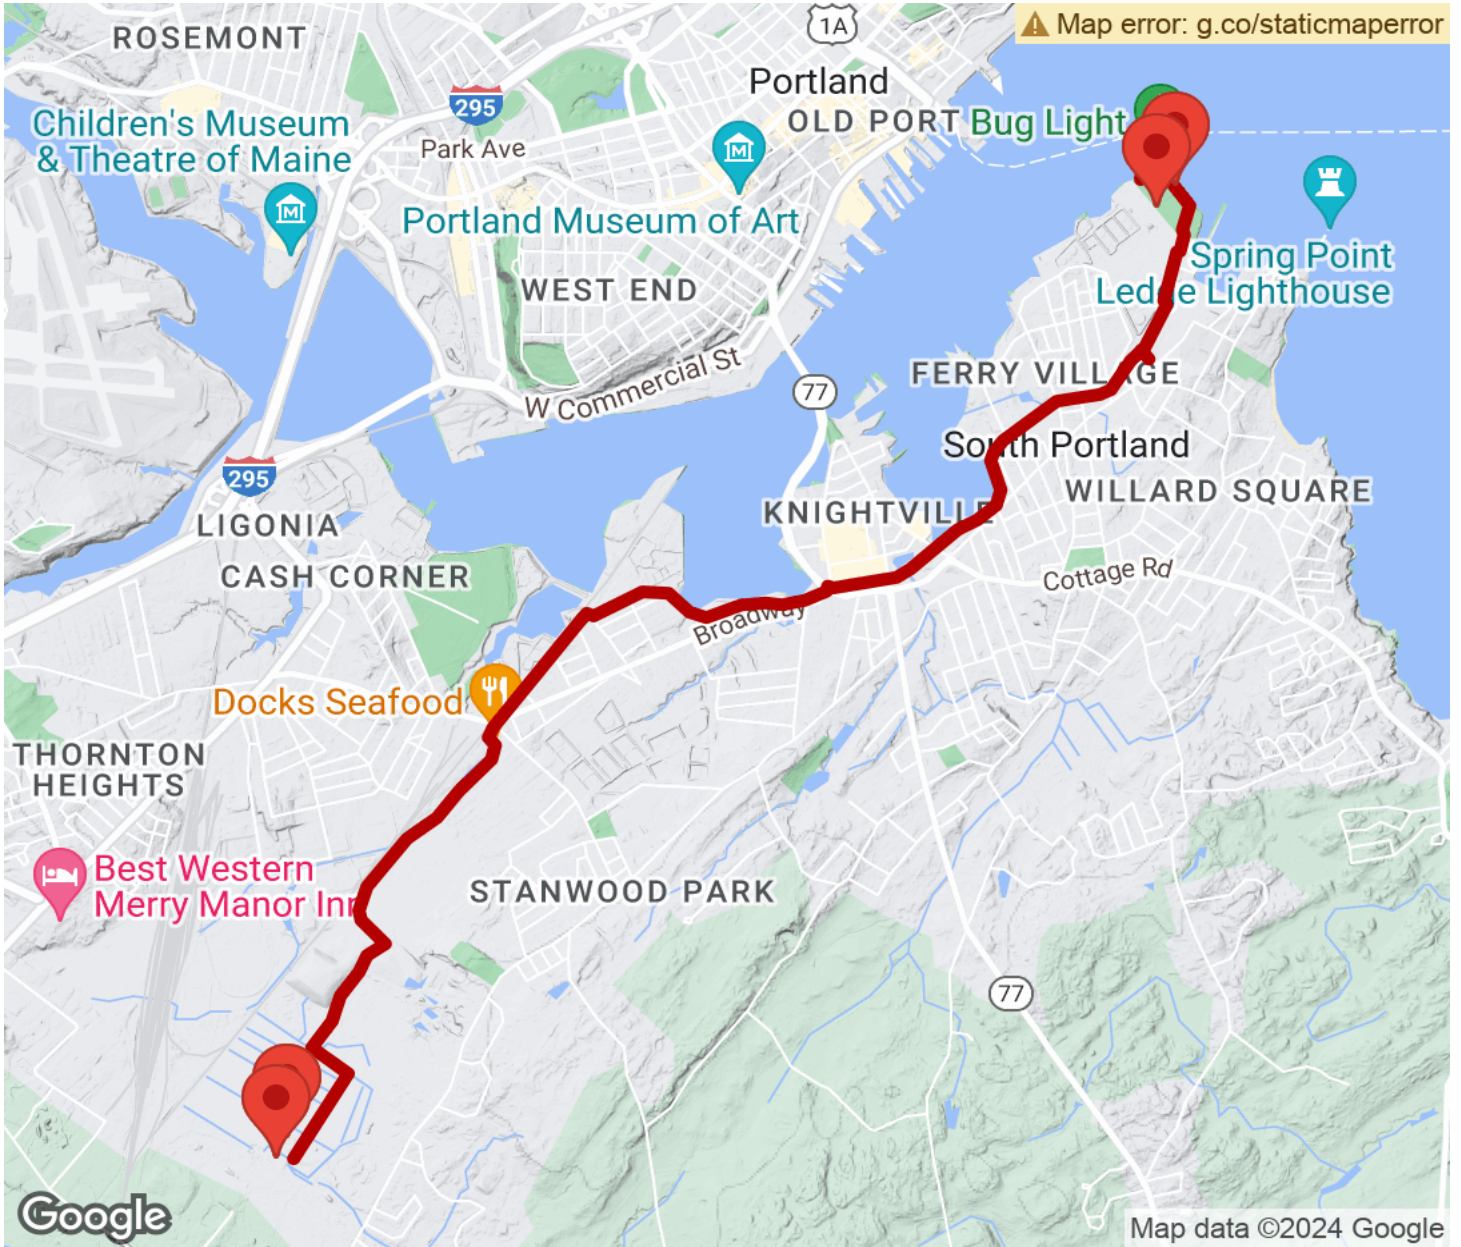 1A
Map error: g.co/staticmaperror
ROSEMONT
Portland
295
OLD PORT
Bug Light
Children's Museum
& Theatre of Maine
Park Ave
Portland Museum of Art
Spring Point
Ledge Lighthouse
WEST END
W Commercial St
77
FERRY VILLAGE
South Portland
295
WILLARD SQUARE
KNIGHTVILLE
LIGONIA
CASH CORNER
Cottage Rd
Broadway
Docks Seafood
THORNTON
HEIGHTS
Best Western
Merry Manor Inn
STANWOOD PARK
77
Google
Map data ©2024 Google